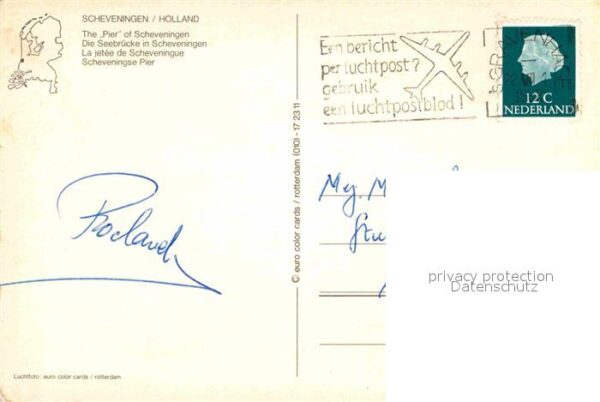 SCHEVENINGEN / HOLLAND
The „Pier" of Scheveningen
Die Seebrücke in Scheveningen
La jetée de Scheveningue
Scheveningse Pier
Een bericht
per luchtpost?
gebruik
een luchtpostblad!
'S GRAVENHAGE
12 C
NEDERLAND
© euro color cards / rotterdam (010) - 17 23 11
Mej. M
privacy protection
Datenschutz
Luchtfoto: euro color cards / rotterdam